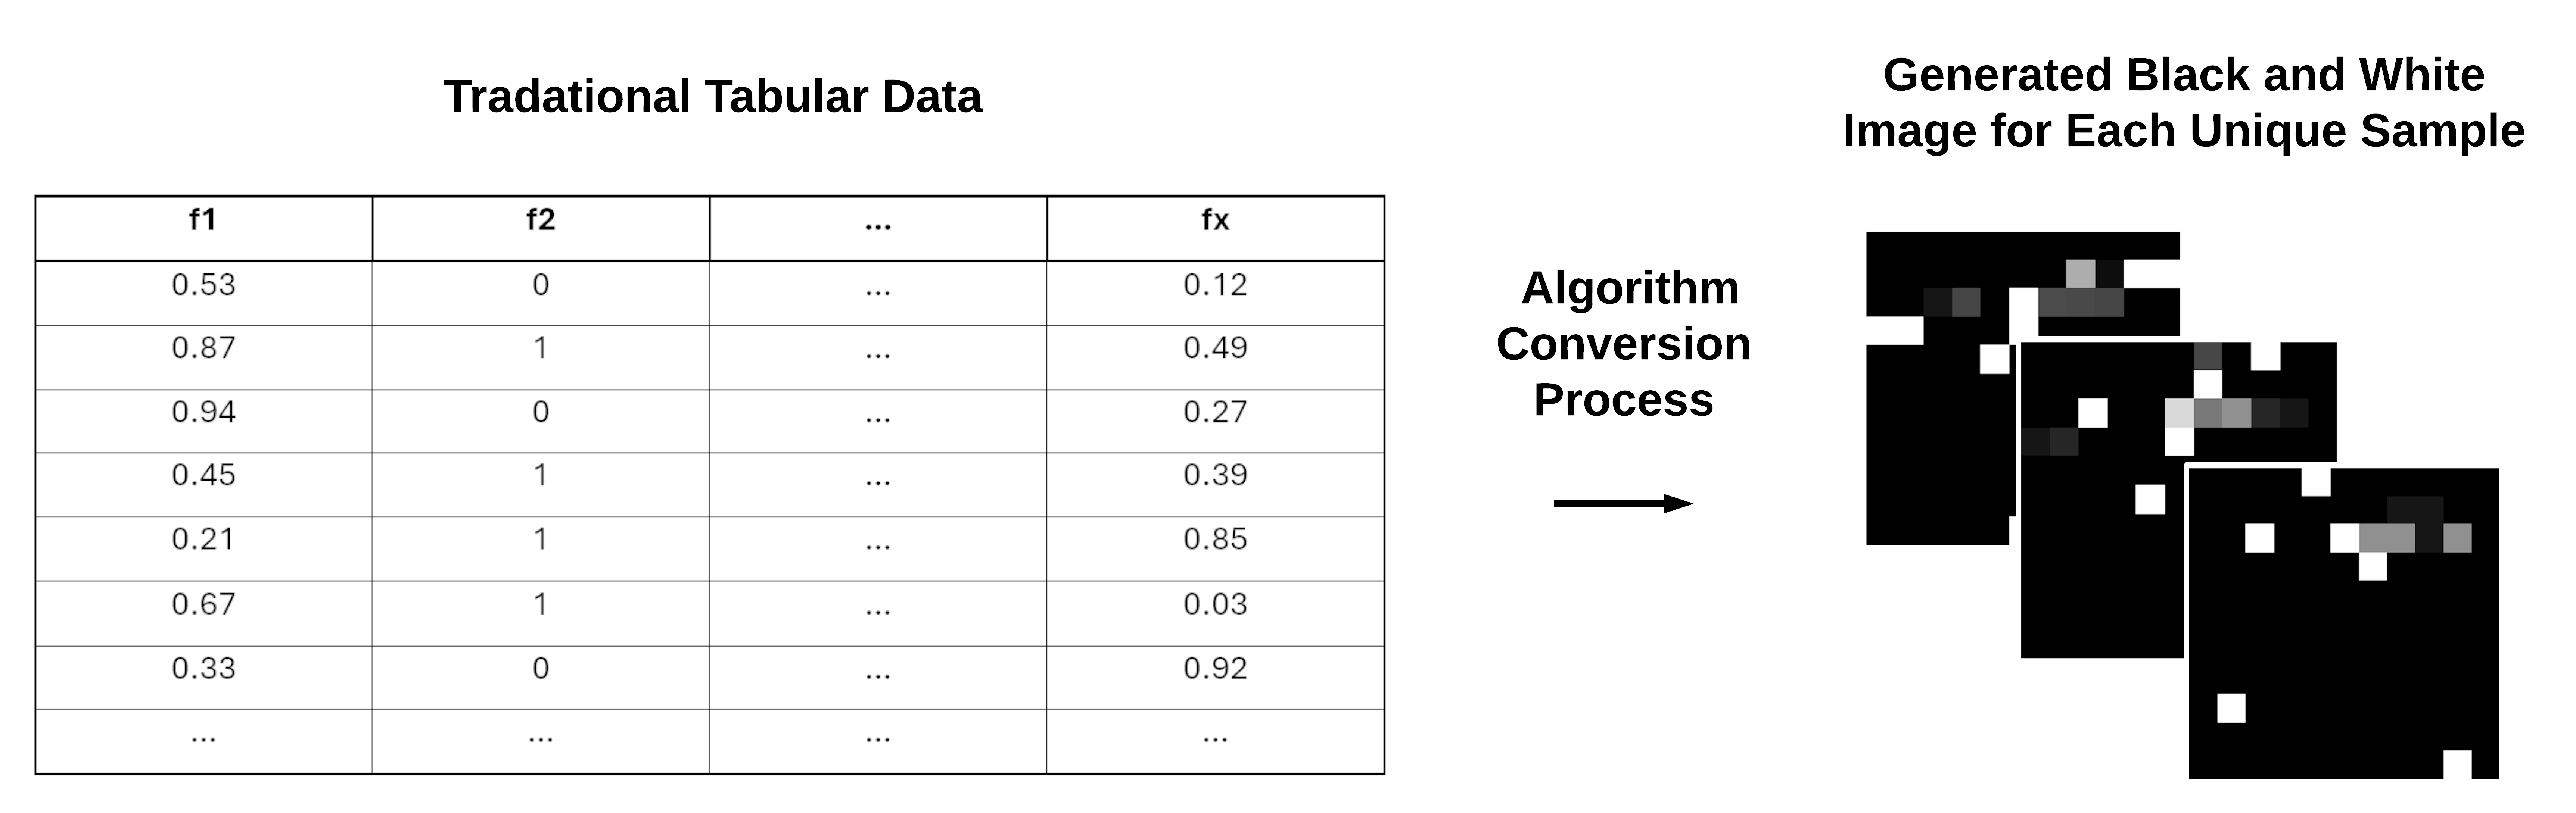 Tradational Tabular Data
f1 f2 ... fx
0.53 0 ... 0.12
0.87 1 ... 0.49
0.94 0 ... 0.27
0.45 1 ... 0.39
0.21 1 ... 0.85
0.67 1 ... 0.03
0.33 0 ... 0.92
... ... ... ...
Algorithm
Conversion
Process
Generated Black and White
Image for Each Unique Sample